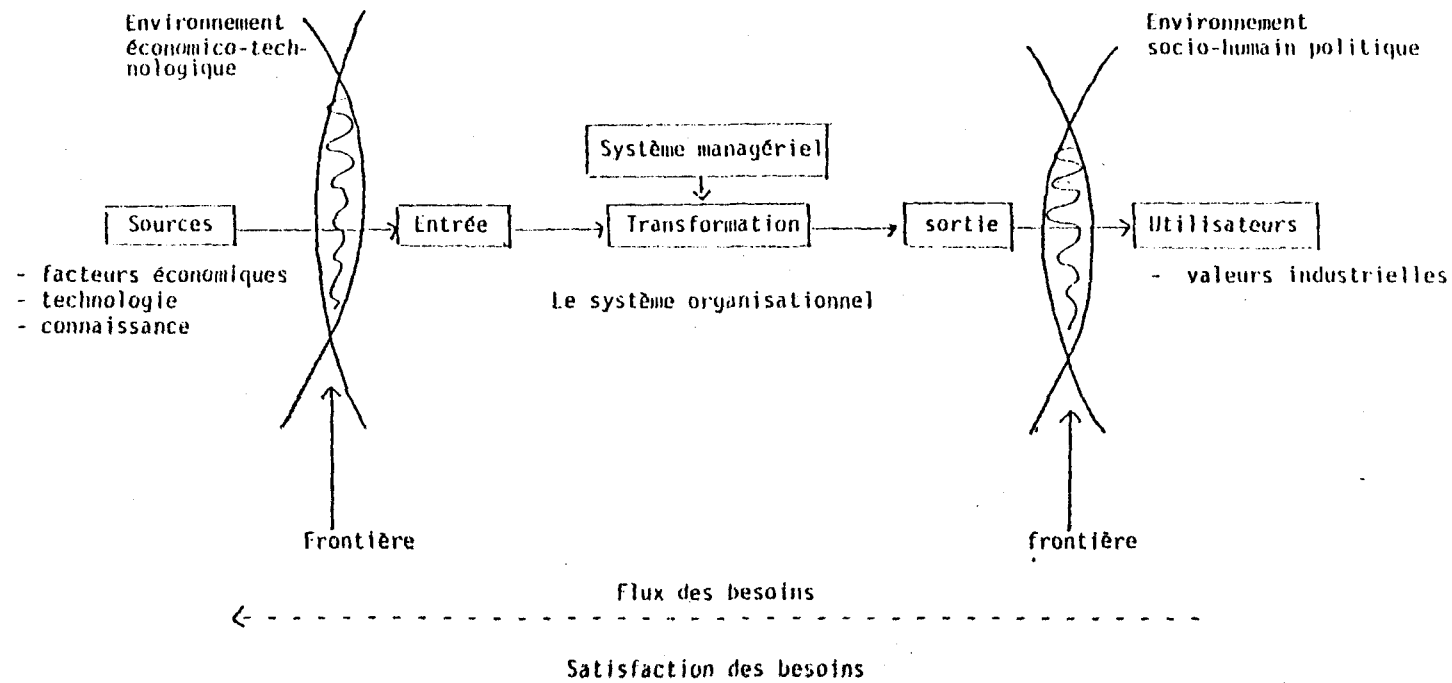 Environnement
économico-tech-
nologique
Environnement
socio-humain politique
Système managériel
Sources
Entrée
Transformation
sortie
Utilisateurs
- facteurs économiques
- technologie
- connaissance
Le système organisationnel
- valeurs industrielles
Frontière
frontière
Flux des besoins
Satisfaction des besoins